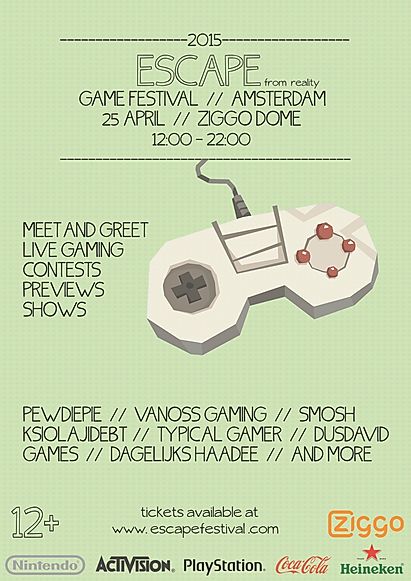 2015
ESCAPE from reality
GAME FESTIVAL // AMSTERDAM
25 APRIL // ZIGGO DOME
12:00 - 22:00
MEET AND GREET
LIVE GAMING
CONTESTS
PREVIEWS
SHOWS
PEWDIEPIE // VANOSS GAMING // SMOSH
KSIOLAJIDEBT // TYPICAL GAMER // DUSDAVID
GAMES // DAGELIJKS HAADEE // AND MORE
12+
tickets available at
www.escapefestival.com
ziggo
Nintendo
ACTIVISION
PlayStation
Coca-Cola
Heineken